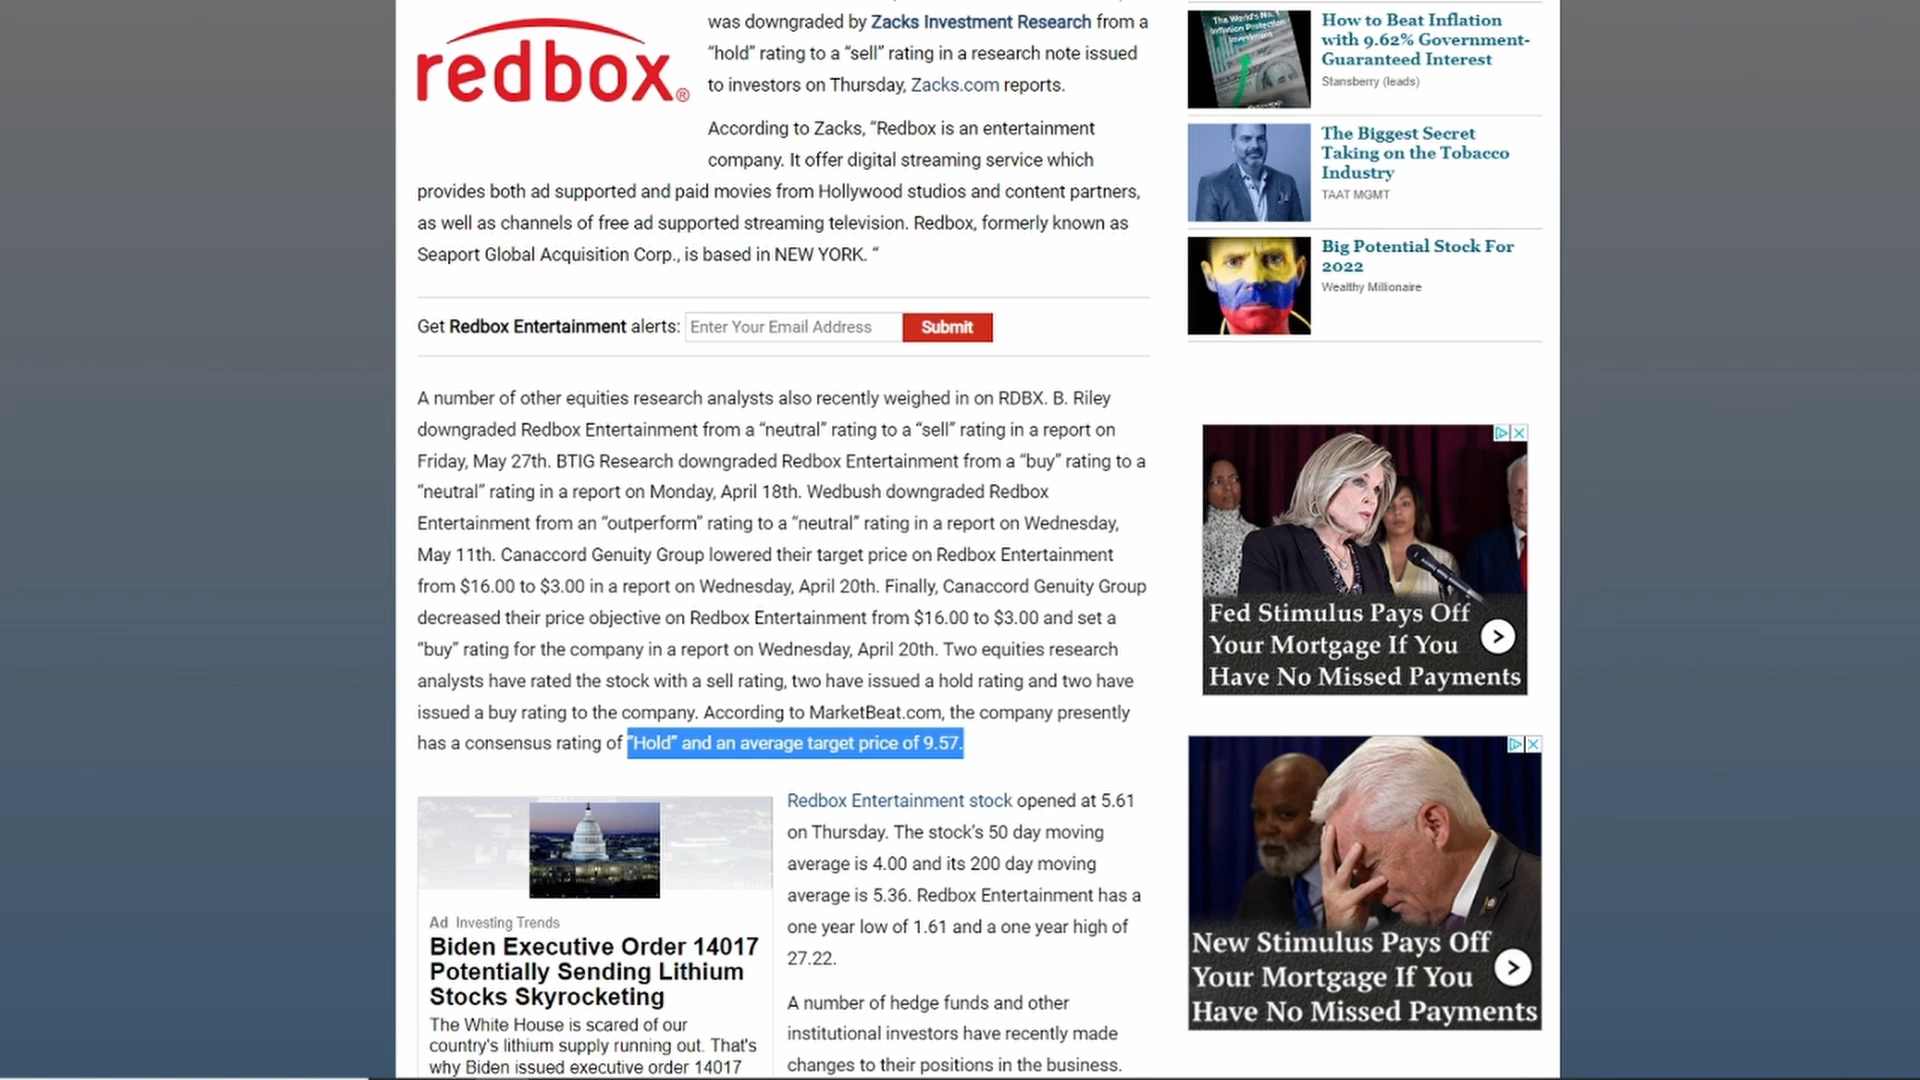 was downgraded by Zacks Investment Research from a
“hold” rating to a “sell” rating in a research note issued
to investors on Thursday, Zacks.com reports.
redbox®
According to Zacks, “Redbox is an entertainment
company. It offer digital streaming service which
provides both ad supported and paid movies from Hollywood studios and content partners,
as well as channels of free ad supported streaming television. Redbox, formerly known as
Seaport Global Acquisition Corp., is based in NEW YORK. “
Get Redbox Entertainment alerts: Enter Your Email Address Submit
A number of other equities research analysts also recently weighed in on RDBX. B. Riley
downgraded Redbox Entertainment from a “neutral” rating to a “sell” rating in a report on
Friday, May 27th. BTIG Research downgraded Redbox Entertainment from a “buy” rating to a
“neutral” rating in a report on Monday, April 18th. Wedbush downgraded Redbox
Entertainment from an “outperform” rating to a “neutral” rating in a report on Wednesday,
May 11th. Canaccord Genuity Group lowered their target price on Redbox Entertainment
from $16.00 to $3.00 in a report on Wednesday, April 20th. Finally, Canaccord Genuity Group
decreased their price objective on Redbox Entertainment from $16.00 to $3.00 and set a
“buy” rating for the company in a report on Wednesday, April 20th. Two equities research
analysts have rated the stock with a sell rating, two have issued a hold rating and two have
issued a buy rating to the company. According to MarketBeat.com, the company presently
has a consensus rating of “Hold” and an average target price of 9.57.
Redbox Entertainment stock opened at 5.61
on Thursday. The stock’s 50 day moving
average is 4.00 and its 200 day moving
average is 5.36. Redbox Entertainment has a
one year low of 1.61 and a one year high of
27.22.
A number of hedge funds and other
institutional investors have recently made
changes to their positions in the business.
Ad Investing Trends
Biden Executive Order 14017
Potentially Sending Lithium
Stocks Skyrocketing
The White House is scared of our
country's lithium supply running out. That's
why Biden issued executive order 14017
The World's No. 1
Inflation Protection
Investment
How to Beat Inflation
with 9.62% Government-
Guaranteed Interest
Stansberry (leads)
The Biggest Secret
Taking on the Tobacco
Industry
TAAT MGMT
Big Potential Stock For
2022
Wealthy Millionaire
Fed Stimulus Pays Off
Your Mortgage If You
Have No Missed Payments
New Stimulus Pays Off
Your Mortgage If You
Have No Missed Payments